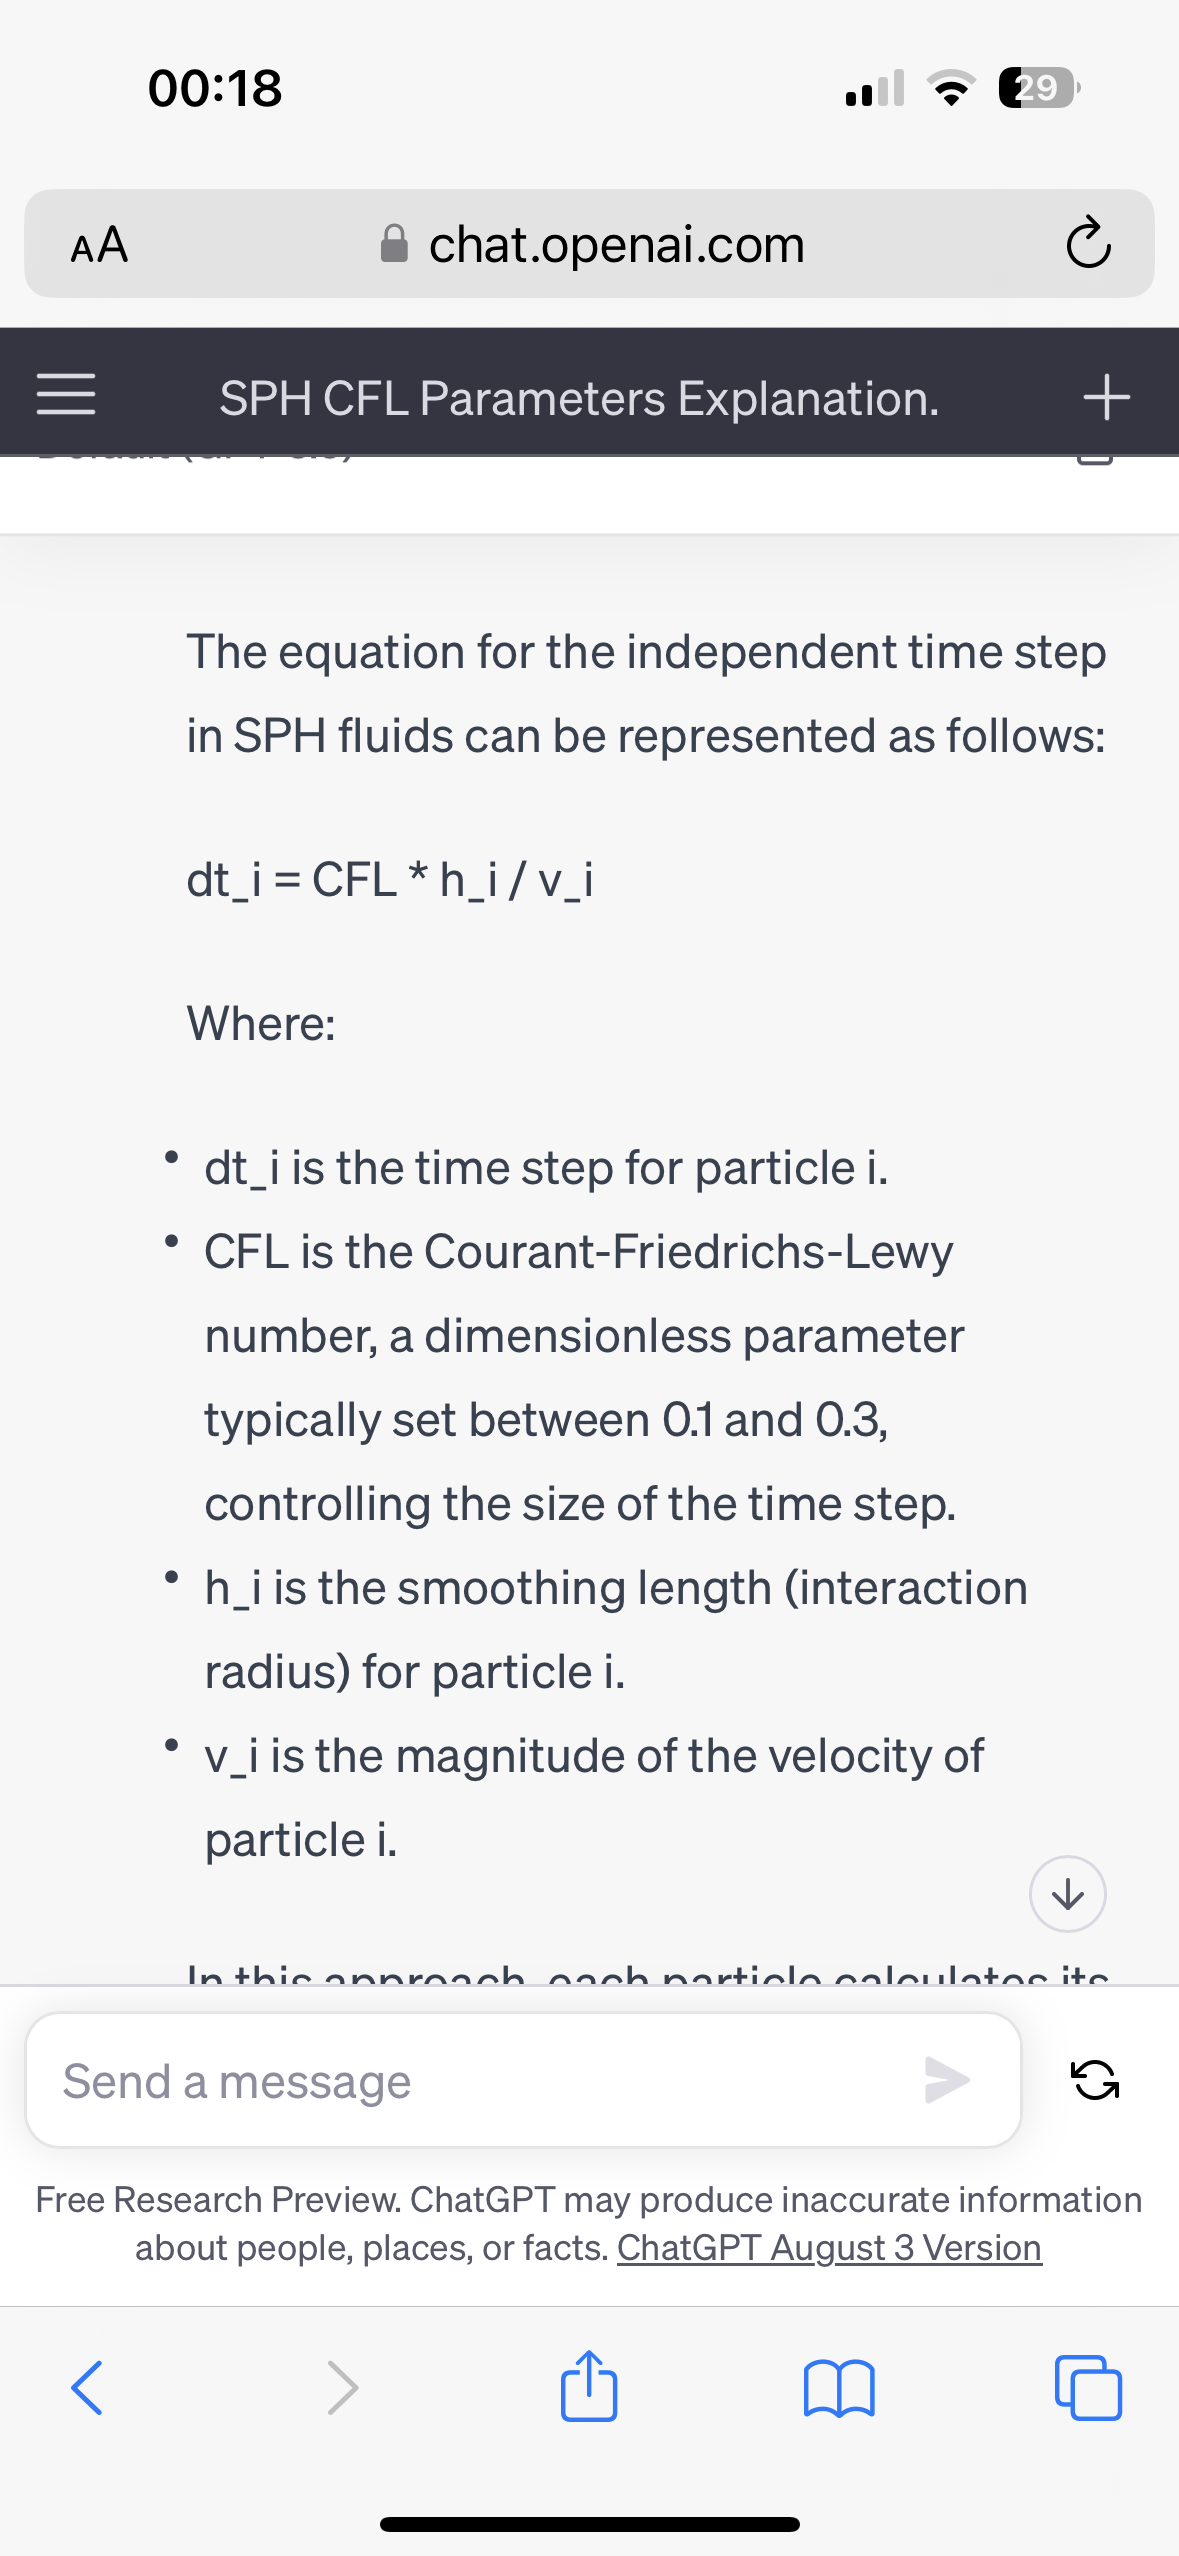 00:18
29
AA chat.openai.com
SPH CFL Parameters Explanation.
The equation for the independent time step
in SPH fluids can be represented as follows:
dt_i = CFL * h_i / v_i
Where:
• dt_i is the time step for particle i.
• CFL is the Courant-Friedrichs-Lewy
number, a dimensionless parameter
typically set between 0.1 and 0.3,
controlling the size of the time step.
• h_i is the smoothing length (interaction
radius) for particle i.
• v_i is the magnitude of the velocity of
particle i.
In this approach, each particle calculates its
Send a message
Free Research Preview. ChatGPT may produce inaccurate information
about people, places, or facts. ChatGPT August 3 Version